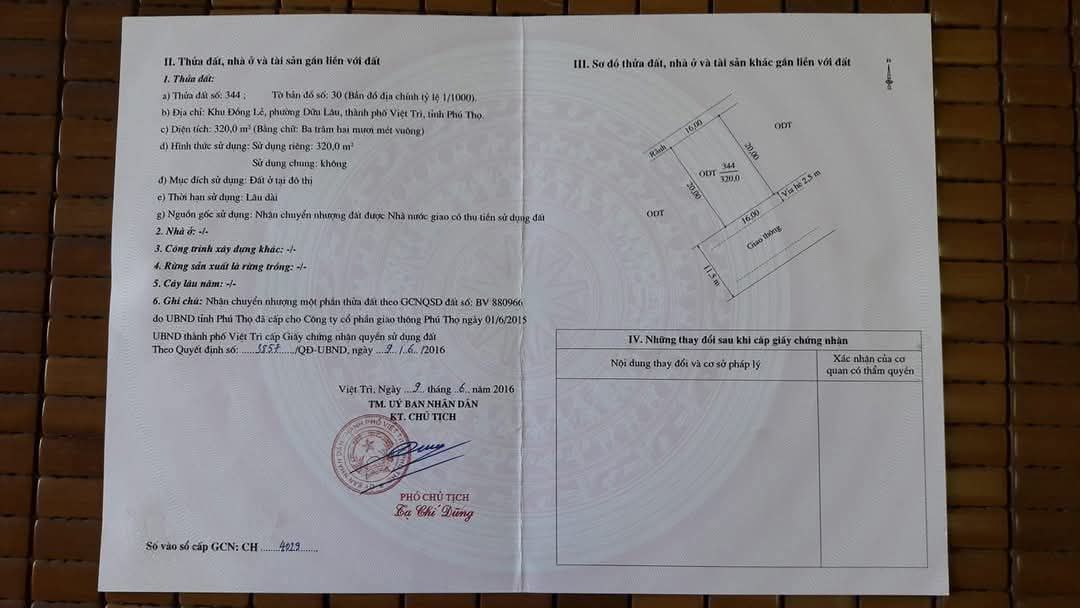 II. Thửa đất, nhà ở và tài sản gắn liền với đất
1. Thửa đất:
a) Thửa đất số: 344 ; Tờ bản đồ số: 30 (Bản đồ địa chính tỷ lệ 1/1000).
b) Địa chỉ: Khu Đồng Lẻ, phường Dữu Lâu, thành phố Việt Trì, tỉnh Phú Thọ.
c) Diện tích: 320,0 m² (Bằng chữ: Ba trăm hai mươi mét vuông)
d) Hình thức sử dụng: Sử dụng riêng: 320,0 m²
Sử dụng chung: không
đ) Mục đích sử dụng: Đất ở tại đô thị
e) Thời hạn sử dụng: Lâu dài
g) Nguồn gốc sử dụng: Nhận chuyển nhượng đất được Nhà nước giao có thu tiền sử dụng đất
2. Nhà ở: -/-
3. Công trình xây dựng khác: -/-
4. Rừng sản xuất là rừng trồng: -/-
5. Cây lâu năm: -/-
6. Ghi chú: Nhận chuyển nhượng một phần thửa đất theo GCNQSD đất số: BV 880966
do UBND tỉnh Phú Thọ đã cấp cho Công ty cổ phần giao thông Phú Thọ ngày 01/6/2015
UBND thành phố Việt Trì cấp Giấy chứng nhận quyền sử dụng đất
Theo Quyết định số: ......5857....../QĐ-UBND, ngày ...9../..6../2016
Việt Trì, Ngày ...9... tháng ..6.. năm 2016
TM. UỶ BAN NHÂN DÂN
KT. CHỦ TỊCH
PHÓ CHỦ TỊCH
Tạ Chí Dũng
Số vào sổ cấp GCN: CH .......4029.......
III. Sơ đồ thửa đất, nhà ở và tài sản khác gắn liền với đất
B
ODT
16,00
Rãnh
20,00
ODT 344
320,0
20,00
Vỉa hè 2,5 m
ODT
16,00
Giao thông
11,5 m
IV. Những thay đổi sau khi cấp giấy chứng nhận
Nội dung thay đổi và cơ sở pháp lý
Xác nhận của cơ
quan có thẩm quyền